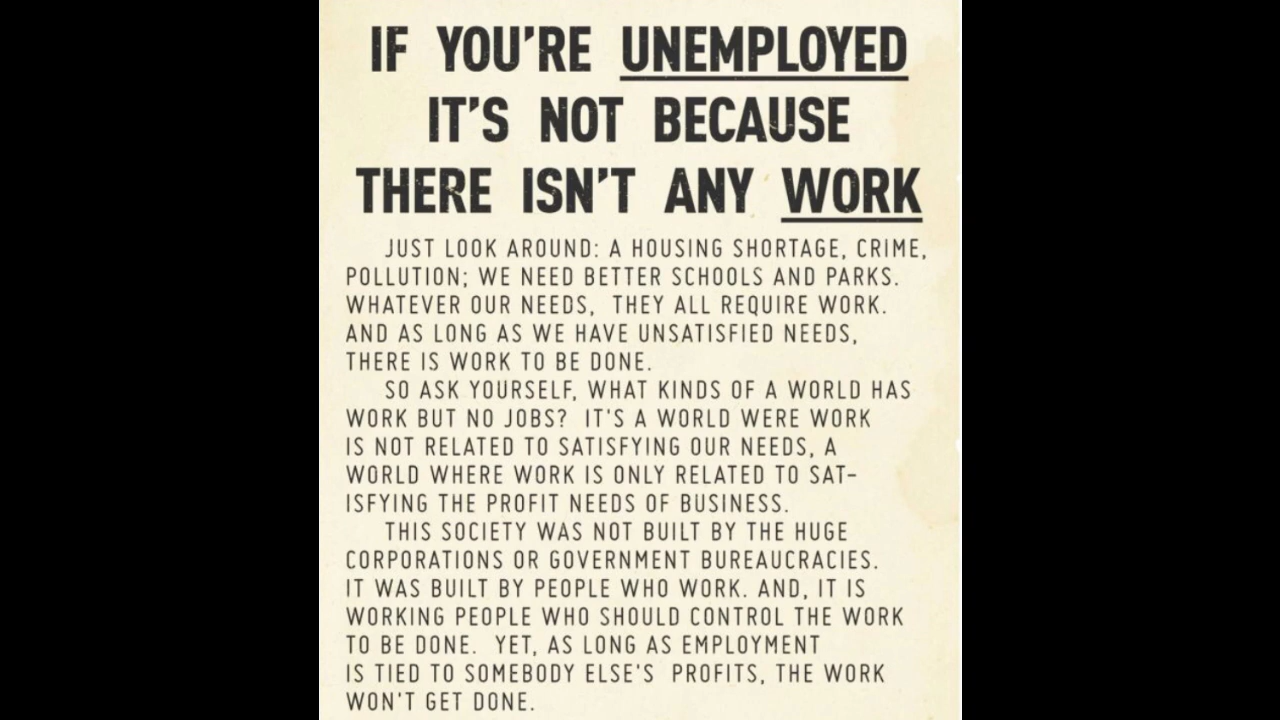 IF YOU'RE UNEMPLOYED
IT'S NOT BECAUSE
THERE ISN'T ANY WORK
JUST LOOK AROUND: A HOUSING SHORTAGE, CRIME,
POLLUTION; WE NEED BETTER SCHOOLS AND PARKS.
WHATEVER OUR NEEDS, THEY ALL REQUIRE WORK.
AND AS LONG AS WE HAVE UNSATISFIED NEEDS,
THERE IS WORK TO BE DONE.
SO ASK YOURSELF, WHAT KINDS OF A WORLD HAS
WORK BUT NO JOBS? IT'S A WORLD WERE WORK
IS NOT RELATED TO SATISFYING OUR NEEDS, A
WORLD WHERE WORK IS ONLY RELATED TO SAT-
ISFYING THE PROFIT NEEDS OF BUSINESS.
THIS SOCIETY WAS NOT BUILT BY THE HUGE
CORPORATIONS OR GOVERNMENT BUREAUCRACIES.
IT WAS BUILT BY PEOPLE WHO WORK. AND, IT IS
WORKING PEOPLE WHO SHOULD CONTROL THE WORK
TO BE DONE. YET, AS LONG AS EMPLOYMENT
IS TIED TO SOMEBODY ELSE'S PROFITS, THE WORK
WON'T GET DONE.